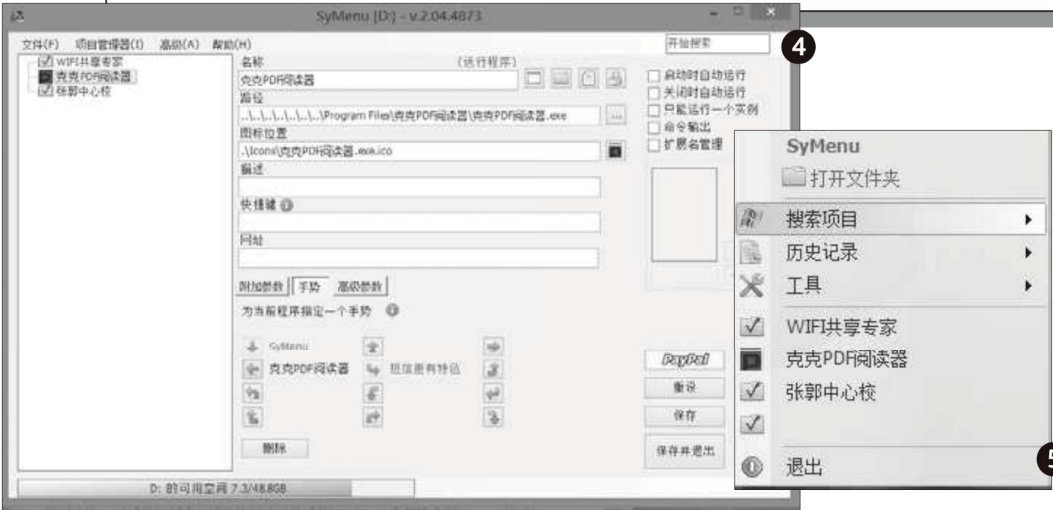 SyMenu [D:] - v.2.04.4873
文件(F) 项目管理器(I) 高级(A) 帮助(H)
开始搜索
4
WIFI共享专家
克克PDF阅读器
张郭中心校
名称
(运行程序)
克克PDF阅读器
路径
..\..\..\..\..\..\..\Program Files\克克PDF阅读器\克克PDF阅读器.exe
...
图标位置
.\Icons\克克PDF阅读器.exe.ico
描述
快捷键
网址
附加参数 手势 高级参数
为当前程序指定一个手势
SyMenu
克克PDF阅读器
短信更有特色
删除
启动时自动运行
关闭时自动运行
只能运行一个实例
命令输出
扩展名管理
PayPal
重设
保存
保存并退出
D: 的可用空间 7.3/48.8GB
SyMenu
打开文件夹
搜索项目
历史记录
工具
WIFI共享专家
克克PDF阅读器
张郭中心校
退出
5